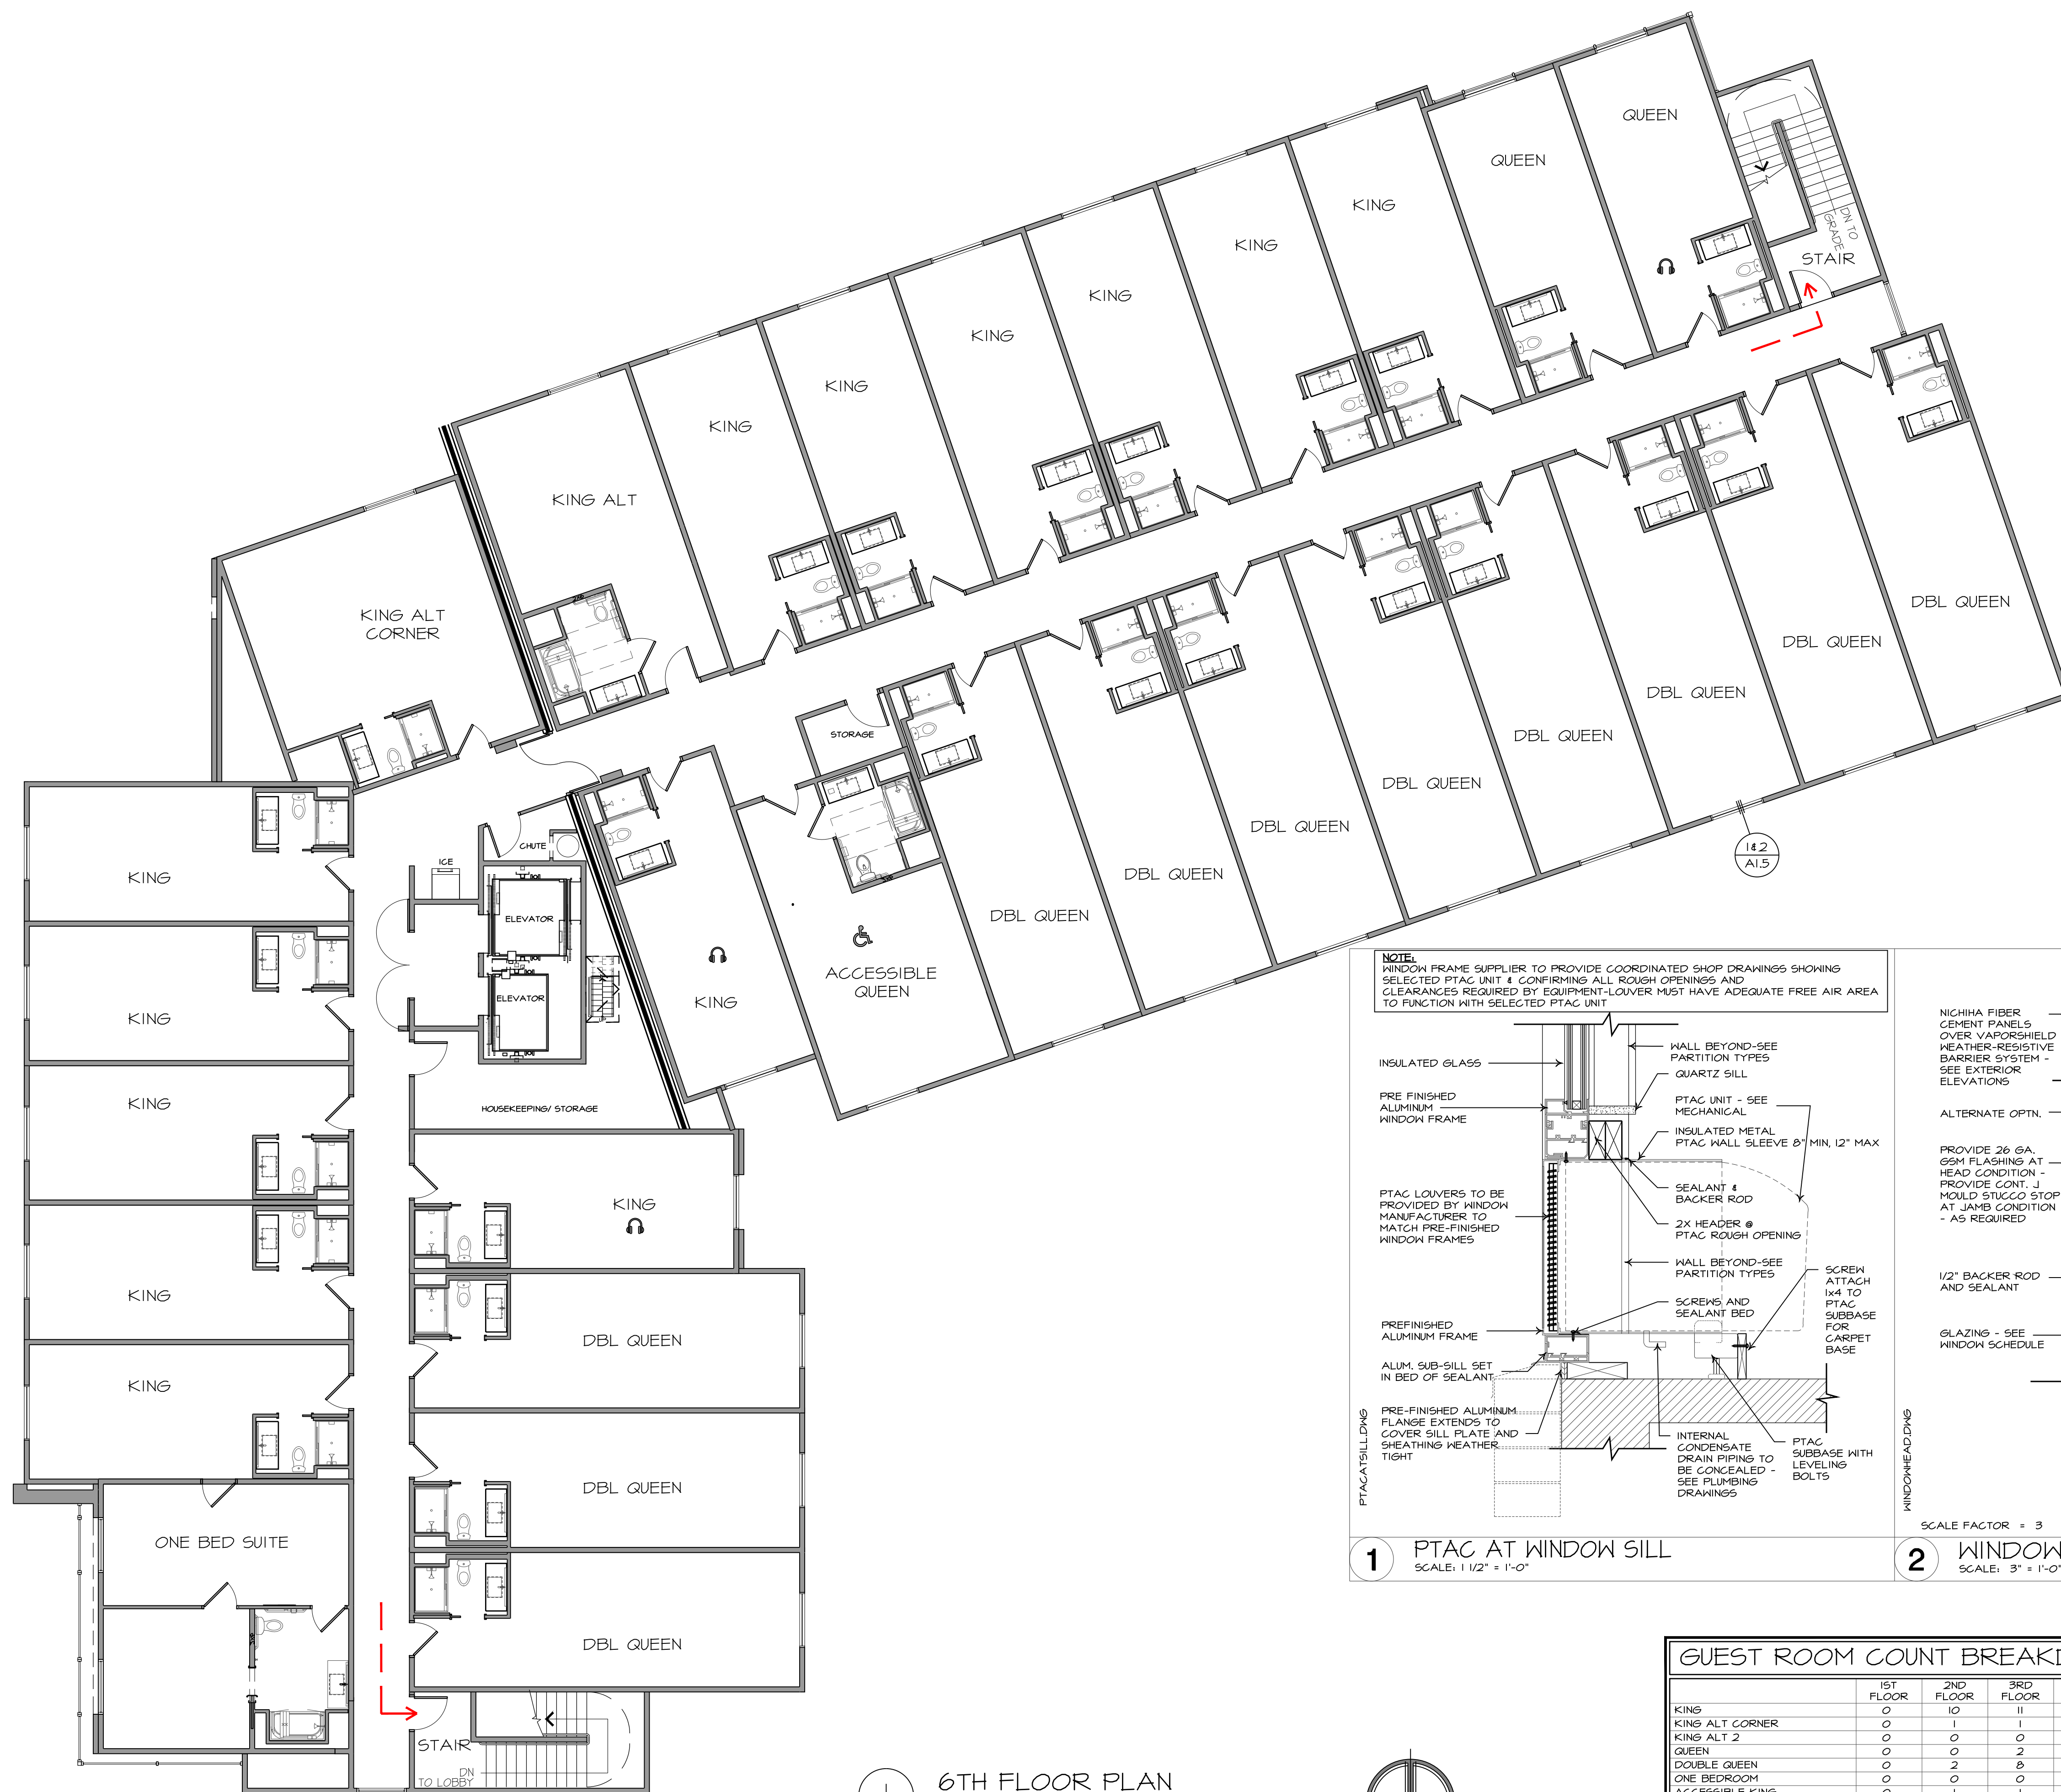 QUEEN
QUEEN
KING
KING
KING
KING
KING
KING
KING ALT
KING ALT
CORNER
DN TO
GRADE
STAIR
STORAGE
DBL QUEEN
DBL QUEEN
DBL QUEEN
DBL QUEEN
DBL QUEEN
DBL QUEEN
DBL QUEEN
DBL QUEEN
1&2
A1.5
ACCESSIBLE
QUEEN
KING
CHUTE
ICE
ELEVATOR
ELEVATOR
HOUSEKEEPING/ STORAGE
KING
KING
KING
KING
KING
KING
DBL QUEEN
DBL QUEEN
DBL QUEEN
ONE BED SUITE
STAIR
DN
TO LOBBY
6TH FLOOR PLAN
NOTE:
WINDOW FRAME SUPPLIER TO PROVIDE COORDINATED SHOP DRAWINGS SHOWING
SELECTED PTAC UNIT & CONFIRMING ALL ROUGH OPENINGS AND
CLEARANCES REQUIRED BY EQUIPMENT-LOUVER MUST HAVE ADEQUATE FREE AIR AREA
TO FUNCTION WITH SELECTED PTAC UNIT
INSULATED GLASS
PRE FINISHED
ALUMINUM
WINDOW FRAME
PTAC LOUVERS TO BE
PROVIDED BY WINDOW
MANUFACTURER TO
MATCH PRE-FINISHED
WINDOW FRAMES
PREFINISHED
ALUMINUM FRAME
ALUM. SUB-SILL SET
IN BED OF SEALANT
PRE-FINISHED ALUMINUM
FLANGE EXTENDS TO
COVER SILL PLATE AND
SHEATHING WEATHER
TIGHT
WALL BEYOND-SEE
PARTITION TYPES
QUARTZ SILL
PTAC UNIT - SEE
MECHANICAL
INSULATED METAL
PTAC WALL SLEEVE 8" MIN, 12" MAX
SEALANT &
BACKER ROD
2X HEADER @
PTAC ROUGH OPENING
WALL BEYOND-SEE
PARTITION TYPES
SCREWS AND
SEALANT BED
SCREW
ATTACH
1x4 TO
PTAC
SUBBASE
FOR
CARPET
BASE
INTERNAL
CONDENSATE
DRAIN PIPING TO
BE CONCEALED -
SEE PLUMBING
DRAWINGS
PTAC
SUBBASE WITH
LEVELING
BOLTS
PTACATSILL.DWG
1
PTAC AT WINDOW SILL
SCALE: 1 1/2" = 1'-0"
NICHIHA FIBER
CEMENT PANELS
OVER VAPORSHIELD
WEATHER-RESISTIVE
BARRIER SYSTEM -
SEE EXTERIOR
ELEVATIONS
ALTERNATE OPTN.
PROVIDE 26 GA.
GSM FLASHING AT
HEAD CONDITION -
PROVIDE CONT. J
MOULD STUCCO STOP
AT JAMB CONDITION
- AS REQUIRED
1/2" BACKER ROD
AND SEALANT
GLAZING - SEE
WINDOW SCHEDULE
WINDOWHEAD.DWG
SCALE FACTOR = 3
2
WINDOW
SCALE: 3" = 1'-0"
GUEST ROOM COUNT BREAK
1ST FLOOR 2ND FLOOR 3RD FLOOR
KING 0 10 11
KING ALT CORNER 0 1 1
KING ALT 2 0 0 0
QUEEN 0 0 2
DOUBLE QUEEN 0 2 8
ONE BEDROOM 0 0 0
ACCESSIBLE KING 0 1 1